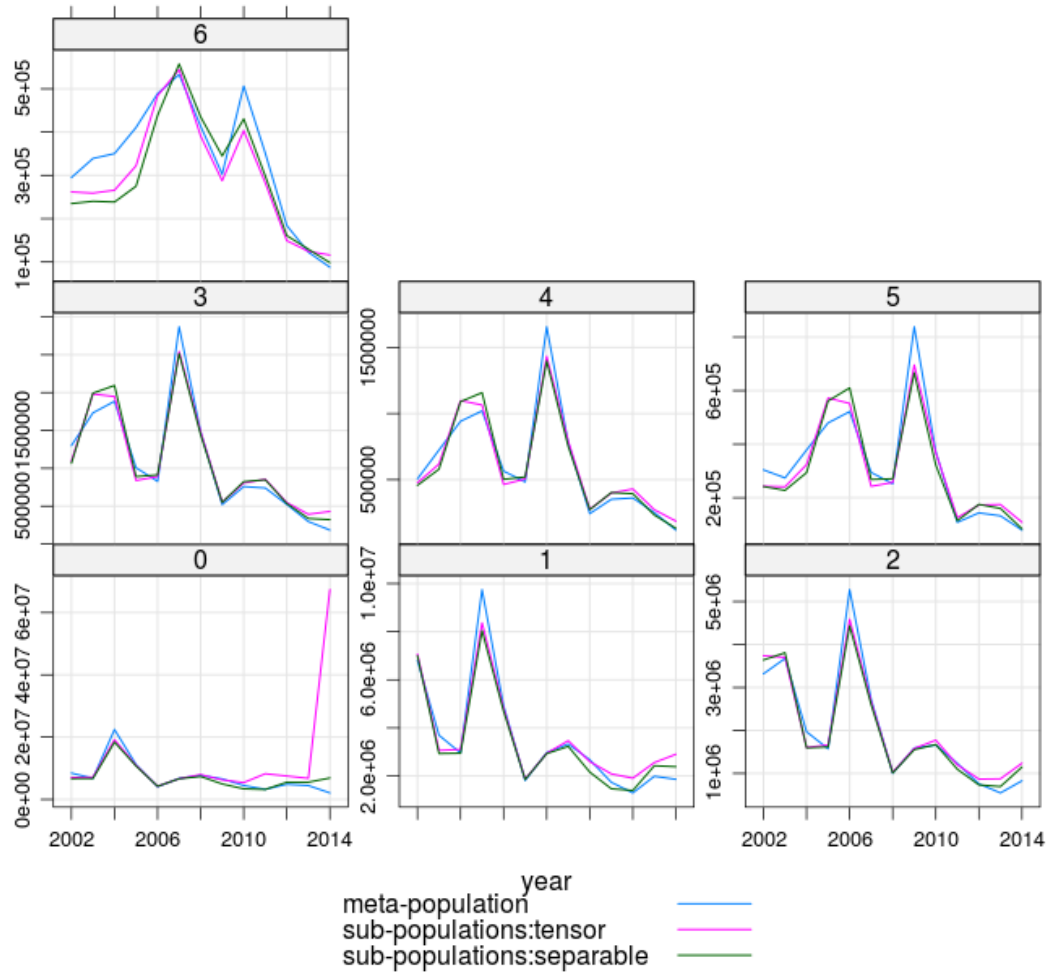 6
1e+05 3e+05 5e+05
3 4 5
500000 1500000
500000 1500000
2e+05 6e+05
0 1 2
0e+00 2e+07 4e+07 6e+07
2.0e+06 6.0e+06 1.0e+07
1e+06 3e+06 5e+06
2002 2006 2010 2014
2002 2006 2010 2014
year
meta-population
sub-populations:tensor
sub-populations:separable